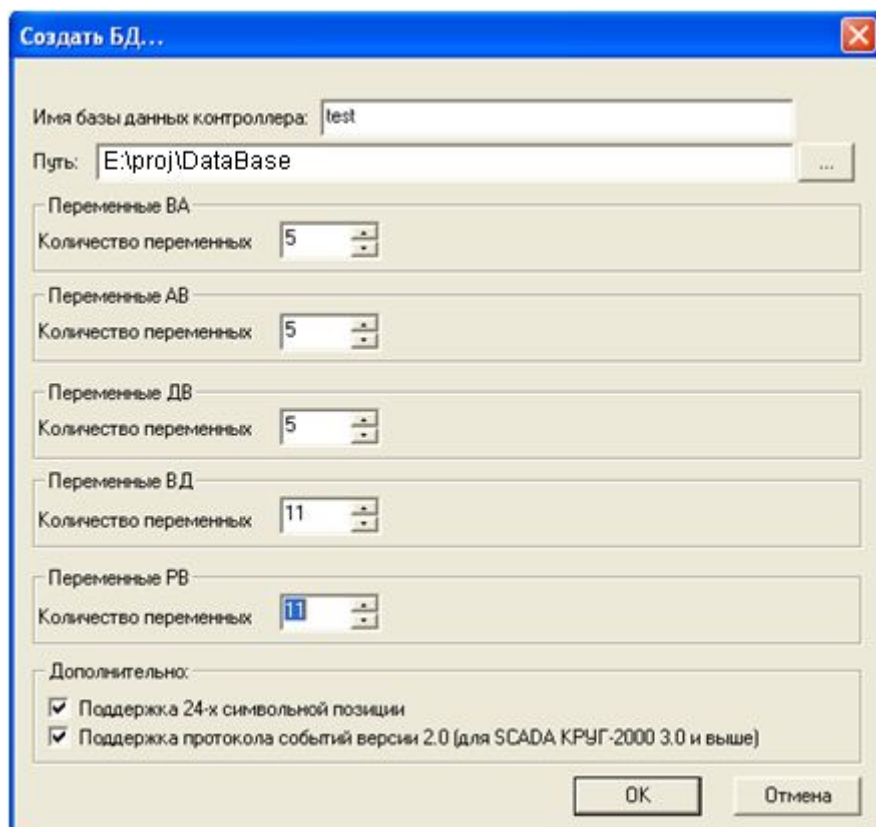 Создать БД...
Имя базы данных контроллера: test
Путь: E:\proj\DataBase ...
Переменные ВА
Количество переменных 5
Переменные АВ
Количество переменных 5
Переменные ДВ
Количество переменных 5
Переменные ВД
Количество переменных 11
Переменные РВ
Количество переменных 11
Дополнительно:
Поддержка 24-х символьной позиции
Поддержка протокола событий версии 2.0 (для SCADA КРУГ-2000 3.0 и выше)
OK Отмена